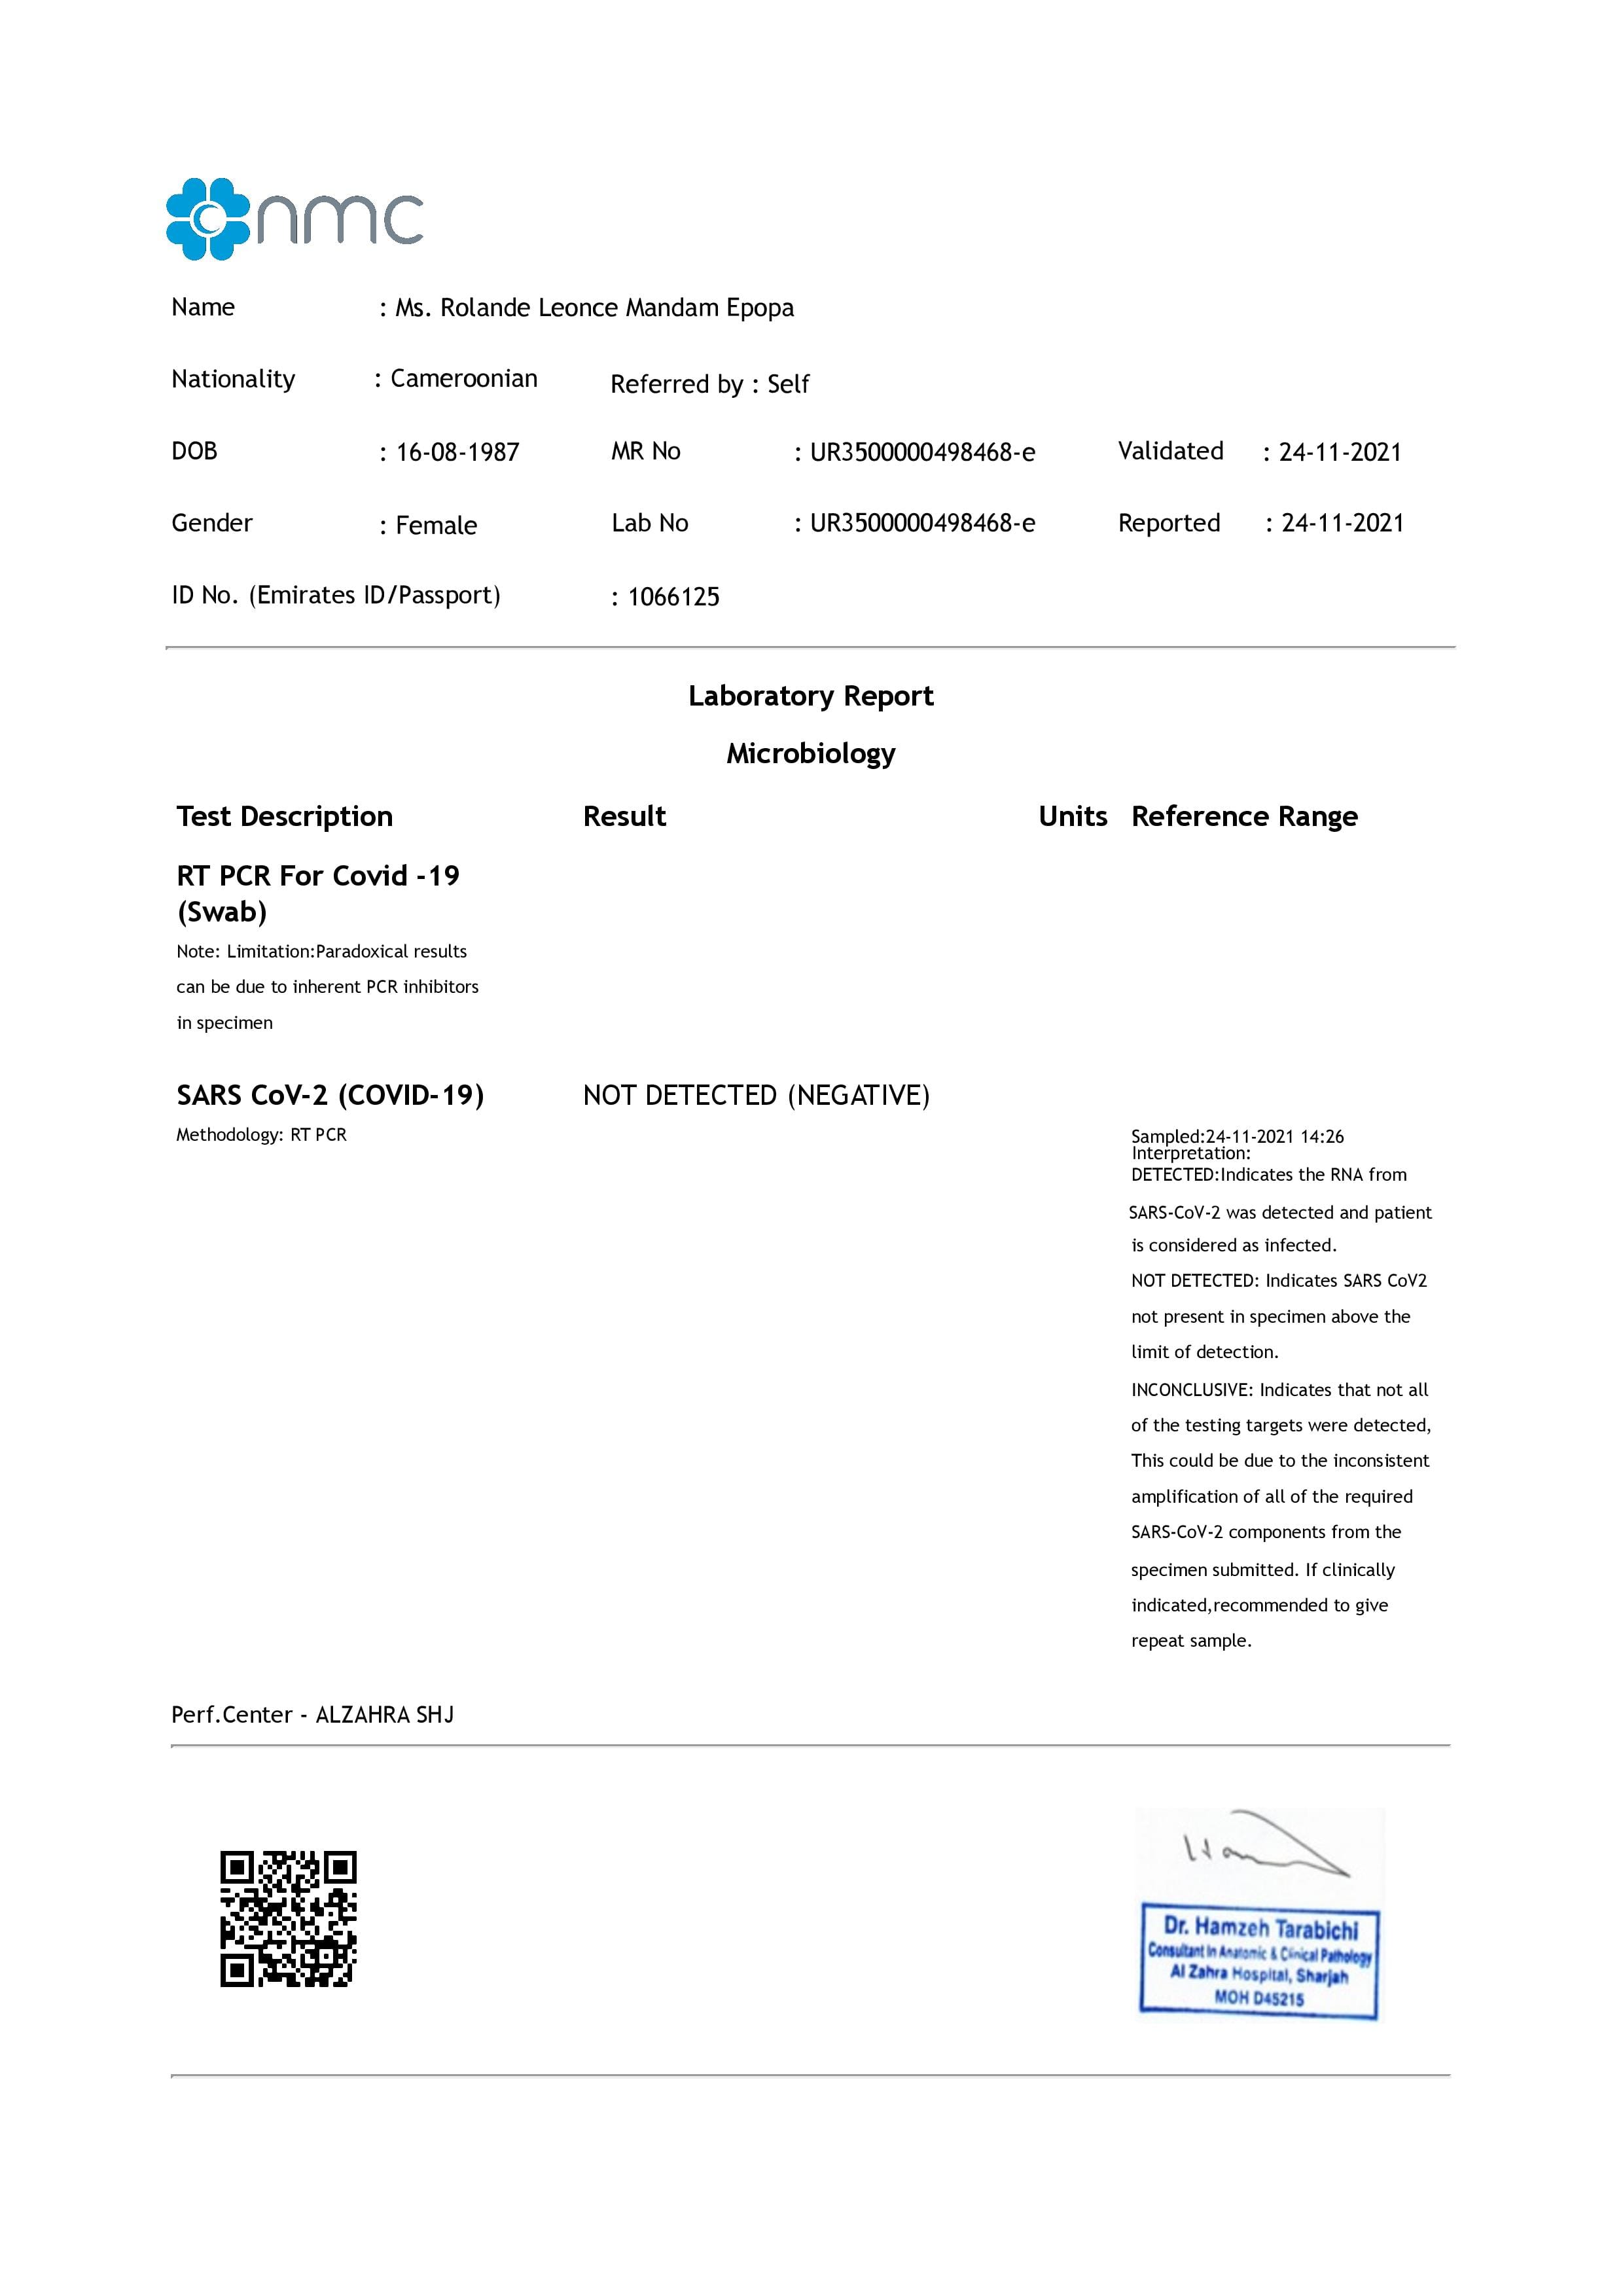 nmc
Name : Ms. Rolande Leonce Mandam Epopa
Nationality : Cameroonian Referred by : Self
DOB : 16-08-1987 MR No : UR3500000498468-e Validated : 24-11-2021
Gender : Female Lab No : UR3500000498468-e Reported : 24-11-2021
ID No. (Emirates ID/Passport) : 1066125
Laboratory Report
Microbiology
Test Description Result Units Reference Range
RT PCR For Covid -19
(Swab)
Note: Limitation:Paradoxical results
can be due to inherent PCR inhibitors
in specimen
SARS CoV-2 (COVID-19) NOT DETECTED (NEGATIVE)
Methodology: RT PCR
Sampled:24-11-2021 14:26
Interpretation:
DETECTED:Indicates the RNA from
SARS-CoV-2 was detected and patient
is considered as infected.
NOT DETECTED: Indicates SARS CoV2
not present in specimen above the
limit of detection.
INCONCLUSIVE: Indicates that not all
of the testing targets were detected,
This could be due to the inconsistent
amplification of all of the required
SARS-CoV-2 components from the
specimen submitted. If clinically
indicated,recommended to give
repeat sample.
Perf.Center - ALZAHRA SHJ
Dr. Hamzeh Tarabichi
Consultant In Anatomic & Clinical Pathology
Al Zahra Hospital, Sharjah
MOH D45215